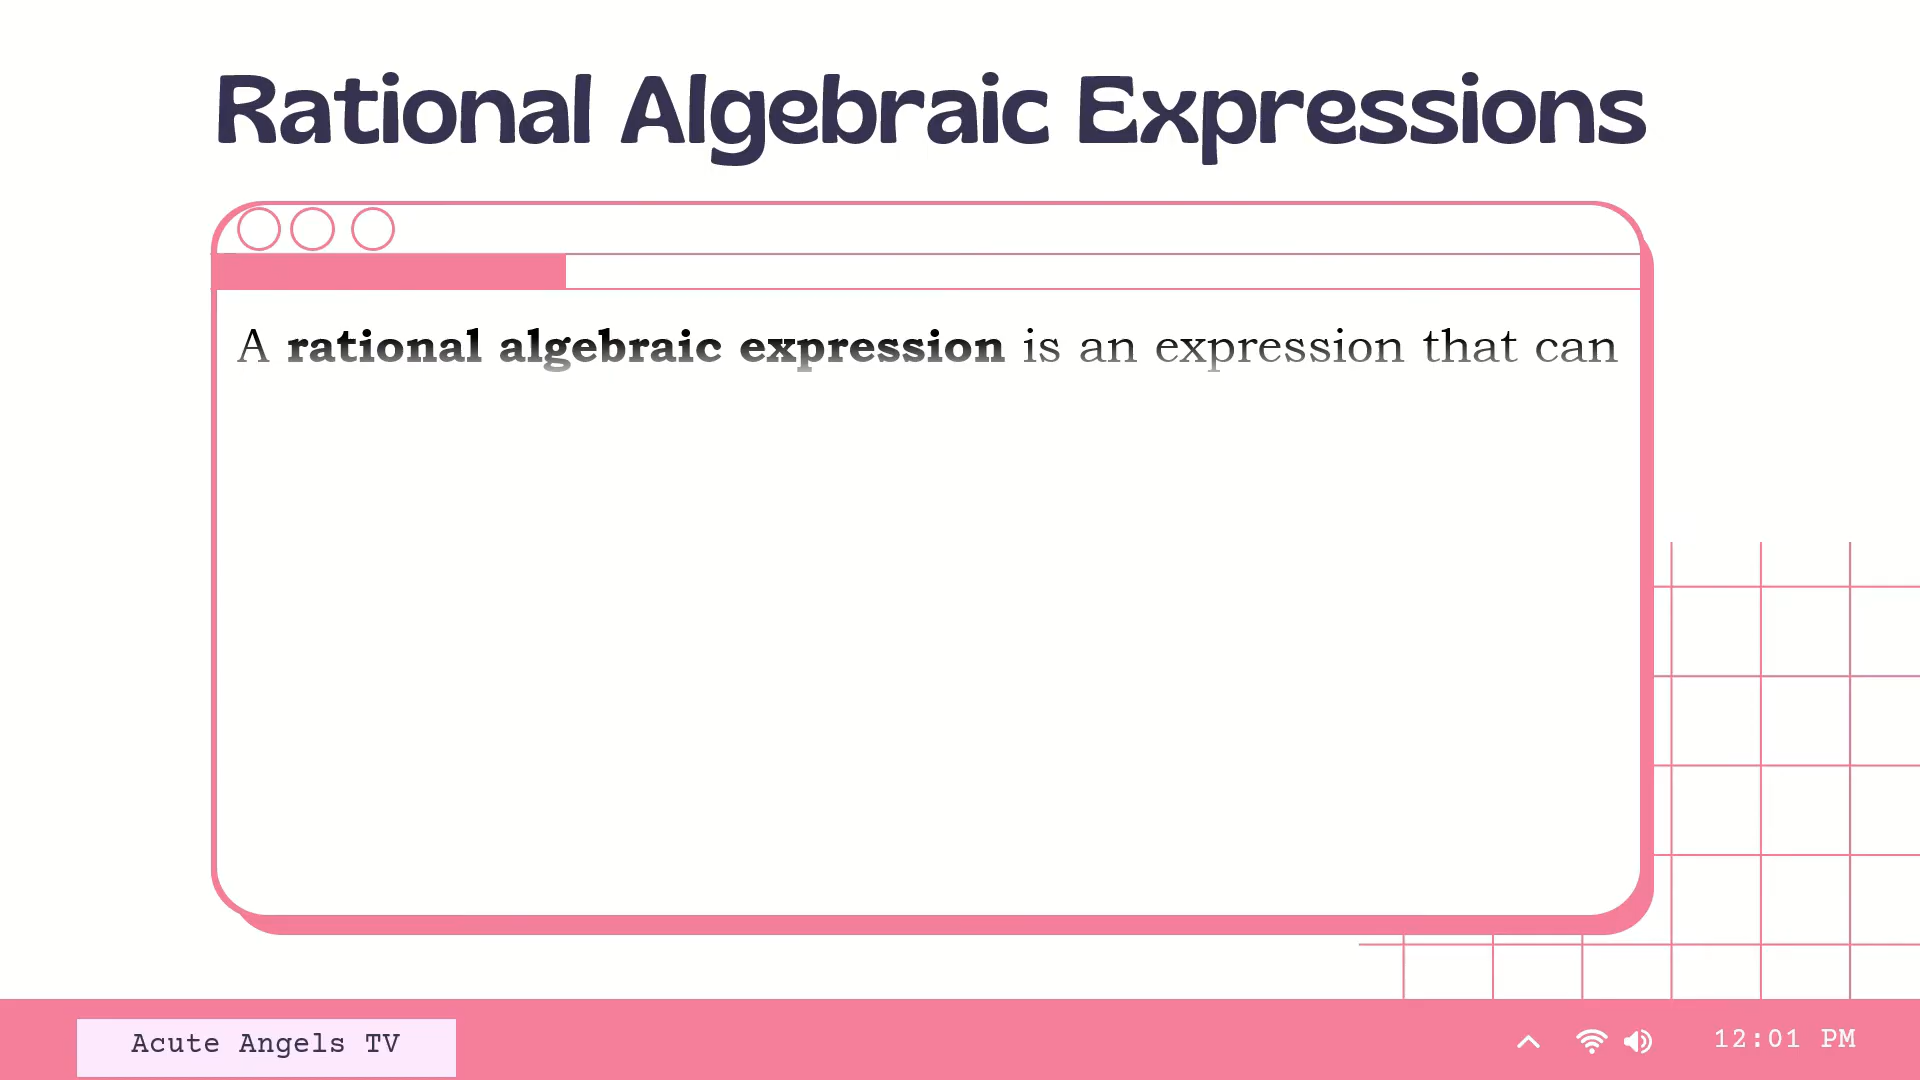 Rational Algebraic Expressions
A rational algebraic expression is an expression that can
Acute Angels TV
12:01 PM